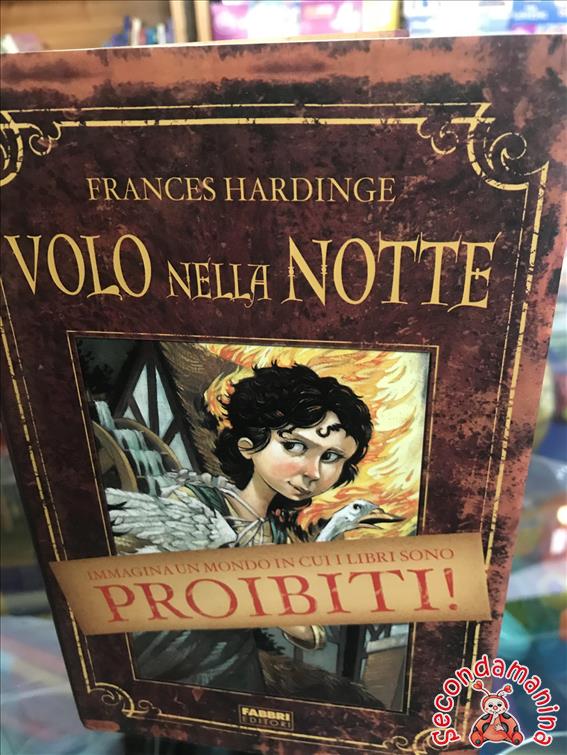 FRANCES HARDINGE
VOLO NELLA NOTTE
IMMAGINA UN MONDO IN CUI I LIBRI SONO
PROIBITI!
FABBRI
EDITORI
Secondamanina